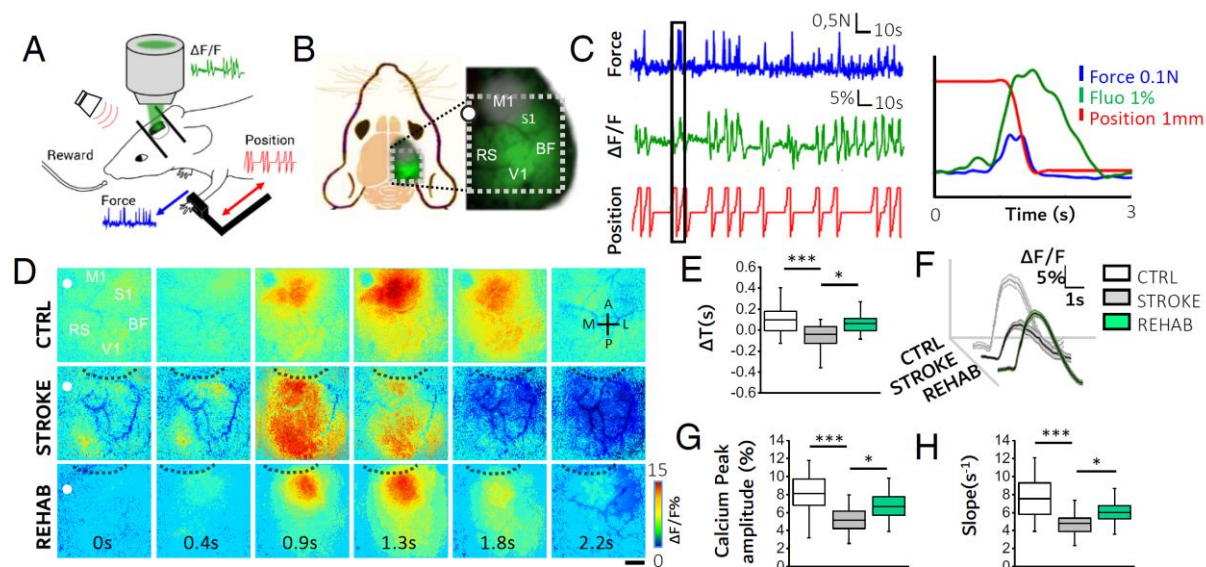 A
ΔF/F
Reward
Position
Force
B
M1
S1
RS
BF
V1
C
Force
0,5N
10s
ΔF/F
5%
10s
Position
Force 0.1N
Fluo 1%
Position 1mm
0
Time (s)
3
D
CTRL
M1
S1
RS
BF
V1
A
M
L
P
STROKE
REHAB
0s
0.4s
0.9s
1.3s
1.8s
2.2s
15
0
ΔF/F%
E
ΔT(s)
0.6
0.4
0.2
0.0
-0.2
-0.4
-0.6
***
*
F
ΔF/F
5%
1s
CTRL
STROKE
REHAB
CTRL
STROKE
REHAB
G
Calcium Peak
amplitude (%)
14
12
10
8
6
4
2
0
***
*
H
Slope(s⁻¹)
14
12
10
8
6
4
2
0
***
*